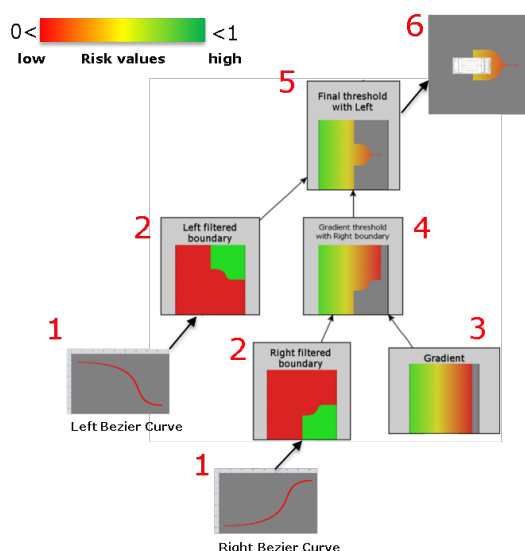 0<
<1
low
Risk values
high
6
5
Final threshold
with Left
2
Left filtered
boundary
4
Gradient threshold
with Right boundary
1
Left Bezier Curve
2
Right filtered
boundary
3
Gradient
1
Right Bezier Curve